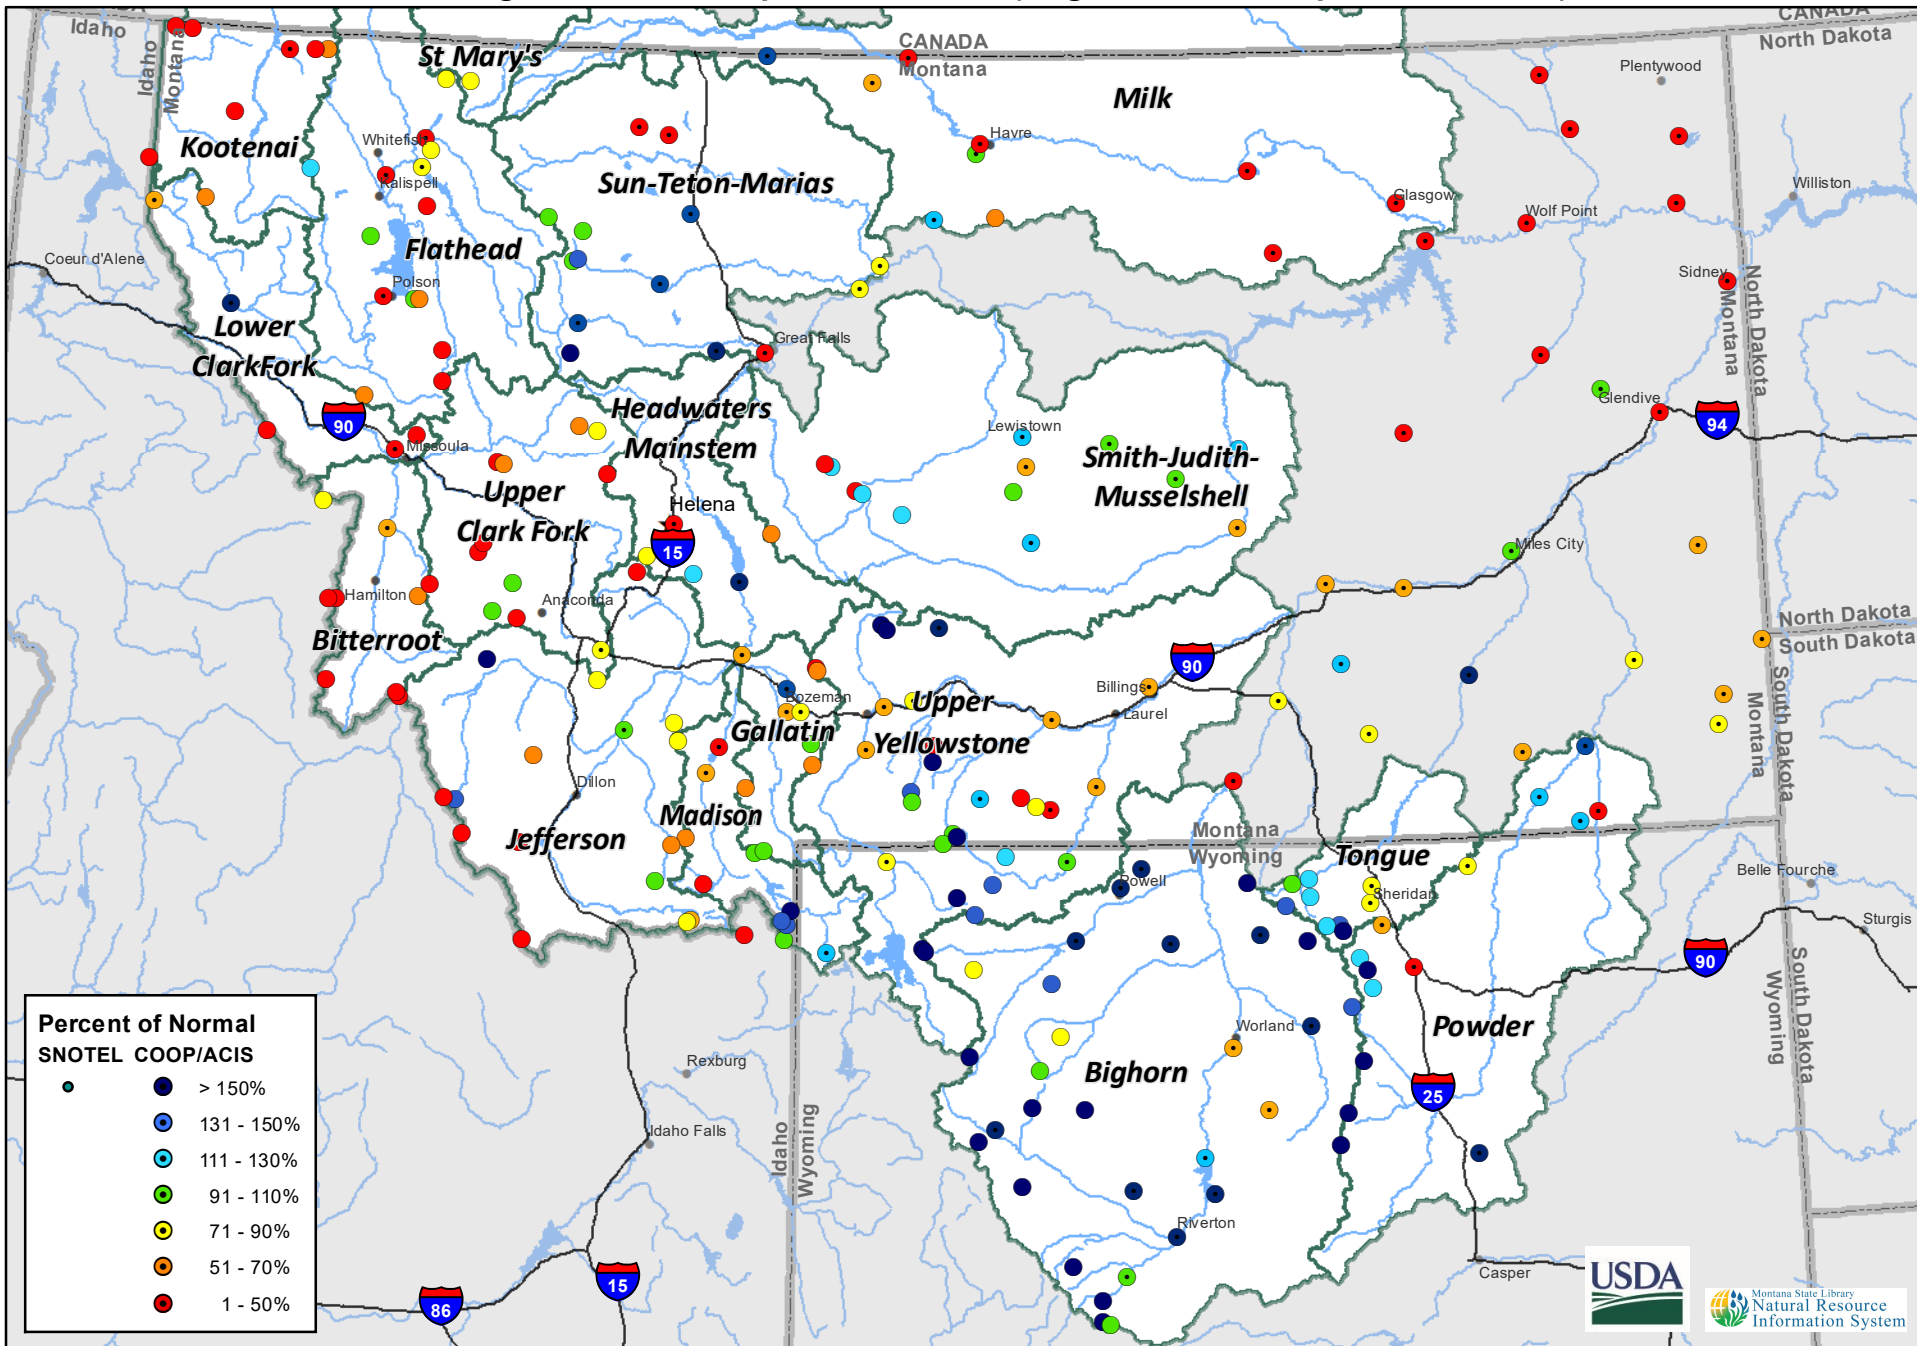 CANADA
Idaho
Idaho
Montana
St Mary's
CANADA
Montana
CANADA
North Dakota
Plentywood
Milk
Kootenai
Whitefish
Havre
Kalispell
Sun-Teton-Marias
Glasgow
Williston
Wolf Point
Flathead
Coeur d'Alene
Polson
Sidney
North Dakota
Montana
Lower
ClarkFork
Great Falls
Headwaters
Mainstem
Glendive
90
94
Lewistown
Missoula
Smith-Judith-
Musselshell
Upper
Clark Fork
Helena
15
Miles City
Hamilton
Anaconda
Bitterroot
North Dakota
South Dakota
90
Billings
Bozeman
Upper
Yellowstone
Laurel
Gallatin
South Dakota
Montana
Dillon
Madison
Jefferson
Montana
Wyoming
Tongue
Powell
Sheridan
Belle Fourche
Sturgis
90
South Dakota
Wyoming
Percent of Normal
SNOTEL COOP/ACIS
> 150%
131 - 150%
111 - 130%
91 - 110%
71 - 90%
51 - 70%
1 - 50%
Worland
Powder
Rexburg
Bighorn
25
Idaho Falls
Idaho
Wyoming
Riverton
Casper
15
86
USDA
Montana State Library
Natural Resource
Information System